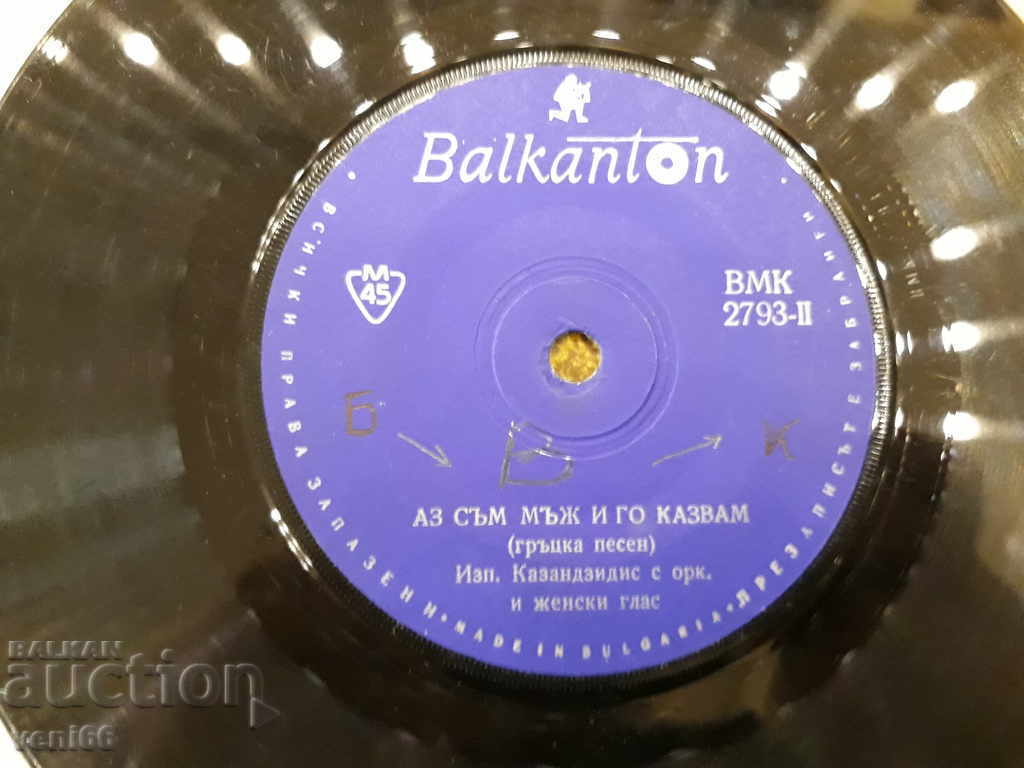 Balkanton
М
45
ВМК
2793-II
Б
В
К
АЗ СЪМ МЪЖ И ГО КАЗВАМ
(гръцка песен)
Изп. Казандзидис с орк.
и женски глас
ВСИЧКИ ПРАВА ЗАПАЗЕНИ • MADE IN BULGARIA • ПРЕЗАПИСЪТ Е ЗАБРАНЕН
BALKAN
auction
veni66